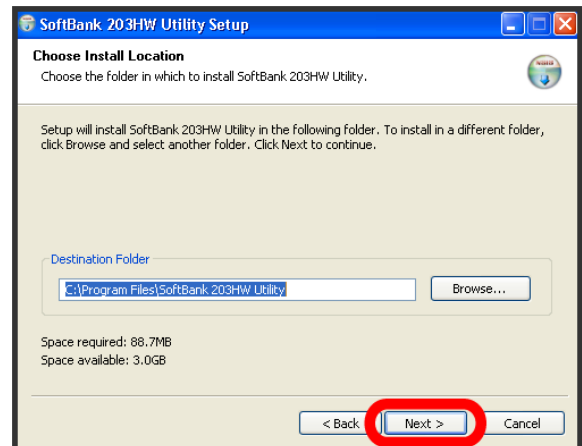 SoftBank 203HW Utility Setup
Choose Install Location
Choose the folder in which to install SoftBank 203HW Utility.
Setup will install SoftBank 203HW Utility in the following folder. To install in a different folder,
click Browse and select another folder. Click Next to continue.
Destination Folder
C:\Program Files\SoftBank 203HW Utility
Browse...
Space required: 88.7MB
Space available: 3.0GB
< Back Next > Cancel